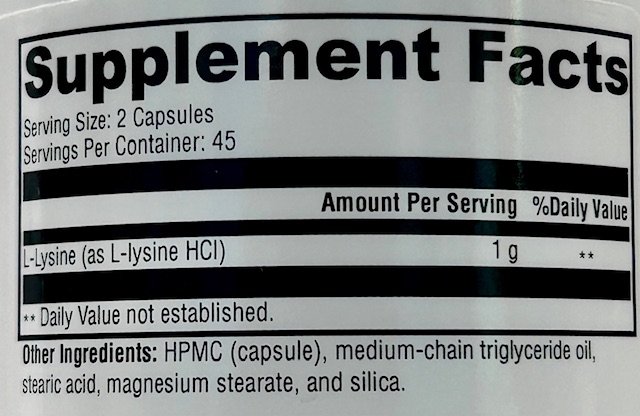 Supplement Facts
Serving Size: 2 Capsules
Servings Per Container: 45
Amount Per Serving %Daily Value
L-Lysine (as L-lysine HCl) 1 g **
** Daily Value not established.
Other Ingredients: HPMC (capsule), medium-chain triglyceride oil,
stearic acid, magnesium stearate, and silica.